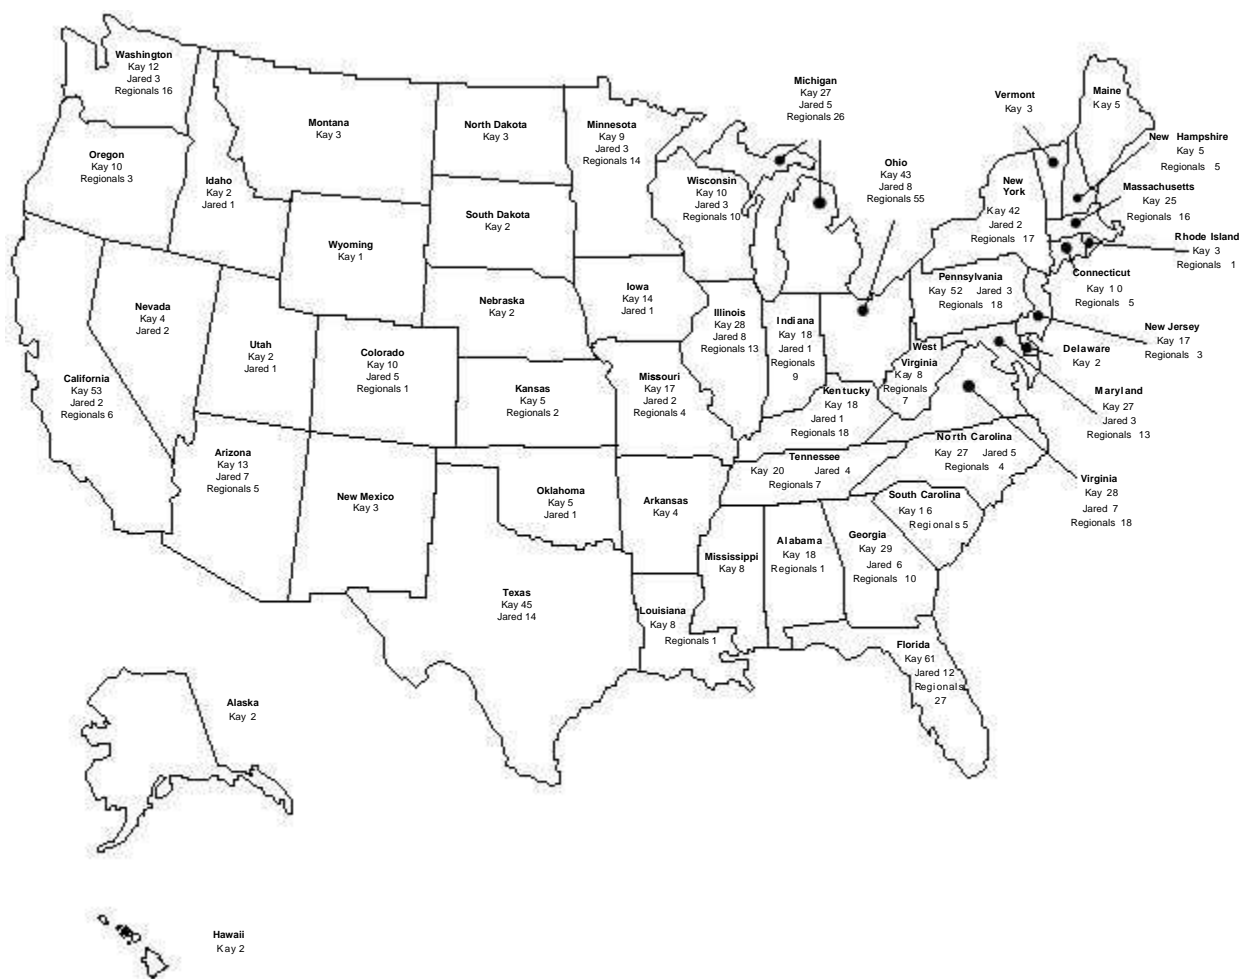 Washington
Kay 12
Jared 3
Regionals 16
Montana
Kay 3
North Dakota
Kay 3
Minnesota
Kay 9
Jared 3
Regionals 14
Michigan
Kay 27
Jared 5
Regionals 26
Vermont
Kay 3
Maine
Kay 5
New Hampshire
Kay 5
Regionals 5
Oregon
Kay 10
Regionals 3
Idaho
Kay 2
Jared 1
Wisconsin
Kay 10
Jared 3
Regionals 10
Ohio
Kay 43
Jared 8
Regionals 55
New
York
Kay 42
Jared 2
Regionals 17
Massachusetts
Kay 25
Regionals 16
South Dakota
Kay 2
Wyoming
Kay 1
Rhode Island
Kay 3
Regionals 1
Pennsylvania
Kay 52 Jared 3
Regionals 18
Connecticut
Kay 1 0
Regionals 5
Nevada
Kay 4
Jared 2
Nebraska
Kay 2
Iowa
Kay 14
Jared 1
Illinois
Kay 28
Jared 8
Regionals 13
Indiana
Kay 18
Jared 1
Regionals
9
New Jersey
Kay 17
Regionals 3
Utah
Kay 2
Jared 1
Colorado
Kay 10
Jared 5
Regionals 1
West
Virginia
Kay 8
Regionals
7
Delaware
Kay 2
California
Kay 53
Jared 2
Regionals 6
Kansas
Kay 5
Regionals 2
Missouri
Kay 17
Jared 2
Regionals 4
Kentucky
Kay 18
Jared 1
Regionals 18
Maryland
Kay 27
Jared 3
Regionals 13
Arizona
Kay 13
Jared 7
Regionals 5
New Mexico
Kay 3
Oklahoma
Kay 5
Jared 1
Arkansas
Kay 4
Tennessee
Kay 20 Jared 4
Regionals 7
North Carolina
Kay 27 Jared 5
Regionals 4
Virginia
Kay 28
Jared 7
Regionals 18
South Carolina
Kay 1 6
Regionals 5
Mississippi
Kay 8
Alabama
Kay 18
Regionals 1
Georgia
Kay 29
Jared 6
Regionals 10
Texas
Kay 45
Jared 14
Louisiana
Kay 8
Regionals 1
Florida
Kay 61
Jared 12
Regionals
27
Alaska
Kay 2
Hawaii
Kay 2